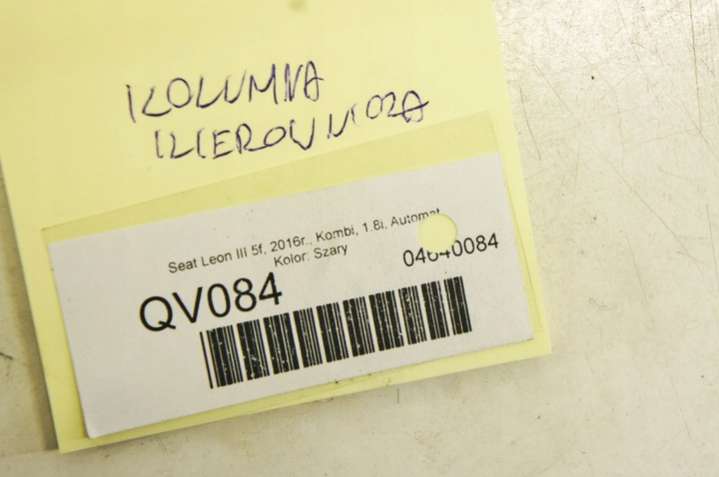 KOLUMNA
KIEROWNICZA
Seat Leon III 5f, 2016r., Kombi, 1.8i, Automat
Kolor: Szary
04640084
QV084